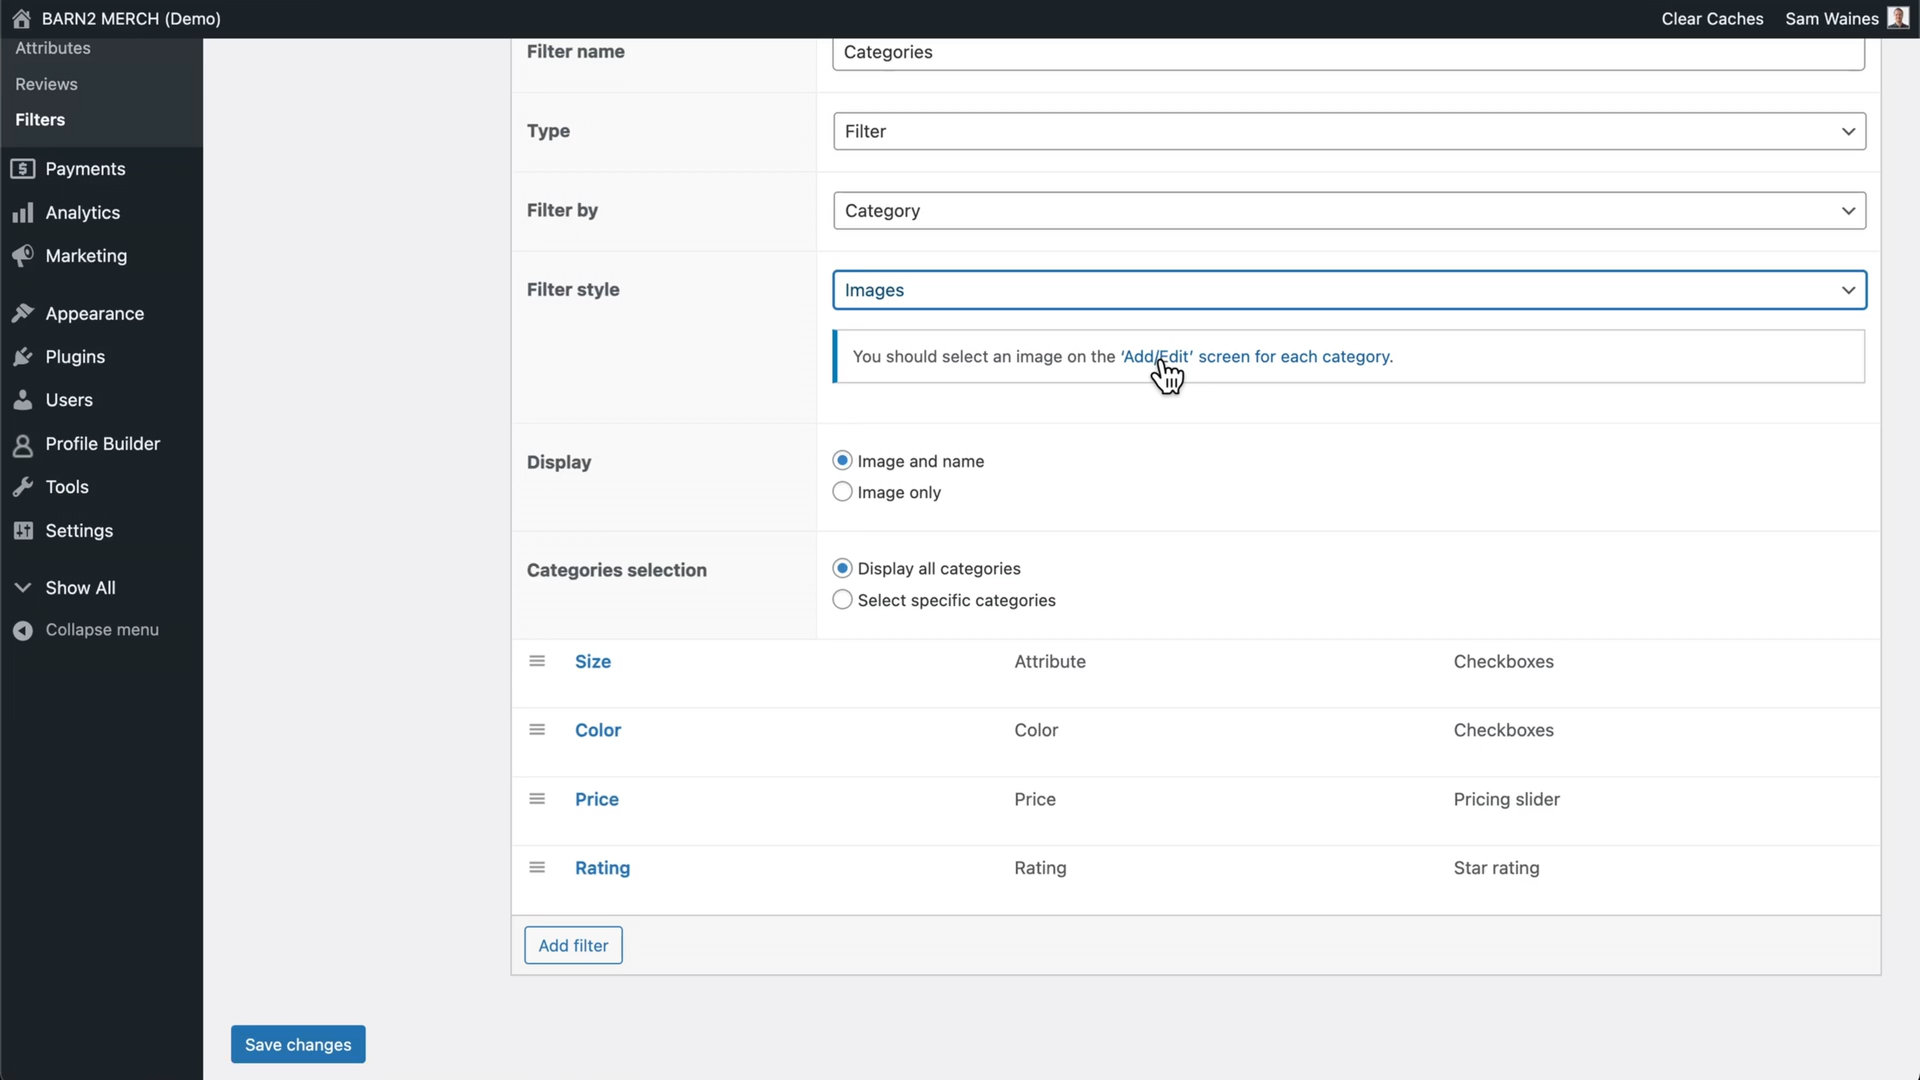 BARN2 MERCH (Demo)
Clear Caches
Sam Waines
Attributes
Reviews
Filters
Payments
Analytics
Marketing
Appearance
Plugins
Users
Profile Builder
Tools
Settings
Show All
Collapse menu
Filter name
Categories
Type
Filter
Filter by
Category
Filter style
Images
You should select an image on the ‘Add/Edit’ screen for each category.
Display
Image and name
Image only
Categories selection
Display all categories
Select specific categories
Size Attribute Checkboxes
Color Color Checkboxes
Price Price Pricing slider
Rating Rating Star rating
Add filter
Save changes